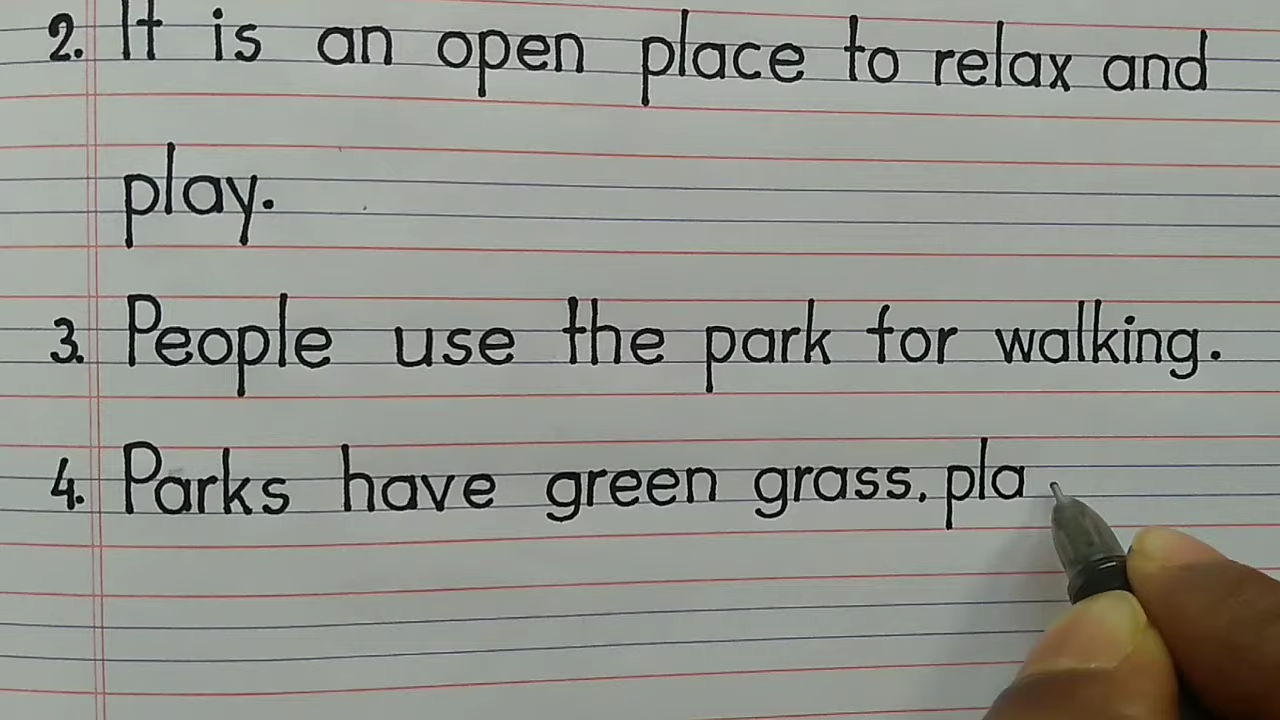 2. It is an open place to relax and
play.
3. People use the park for walking.
4. Parks have green grass, pla